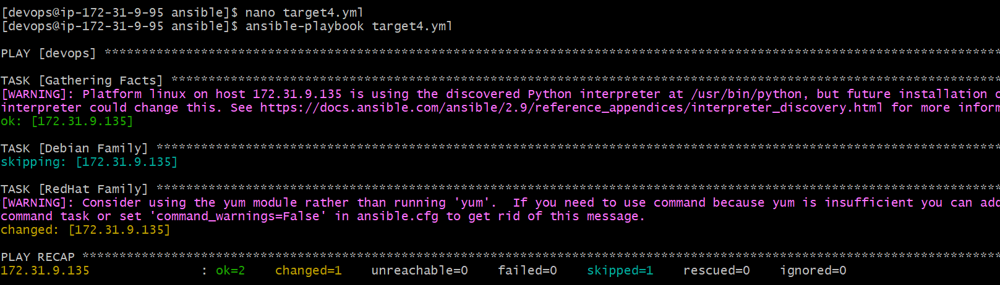 [devops@ip-172-31-9-95 ansible]$ nano target4.yml
[devops@ip-172-31-9-95 ansible]$ ansible-playbook target4.yml
PLAY [devops] ****************************************************************************************************************************
TASK [Gathering Facts] ****************************************************************************************************************
[WARNING]: Platform linux on host 172.31.9.135 is using the discovered Python interpreter at /usr/bin/python, but future installation
interpreter could change this. See https://docs.ansible.com/ansible/2.9/reference_appendices/interpreter_discovery.html for more
ok: [172.31.9.135]
TASK [Debian Family] ******************************************************************************************************************
skipping: [172.31.9.135]
TASK [RedHat Family] ******************************************************************************************************************
[WARNING]: Consider using the yum module rather than running 'yum'.  If you need to use command because yum is insufficient you can add
command task or set 'command_warnings=False' in ansible.cfg to get rid of this message.
changed: [172.31.9.135]
PLAY RECAP ****************************************************************************************************************************
172.31.9.135               : ok=2    changed=1    unreachable=0    failed=0    skipped=1    rescued=0    ignored=0